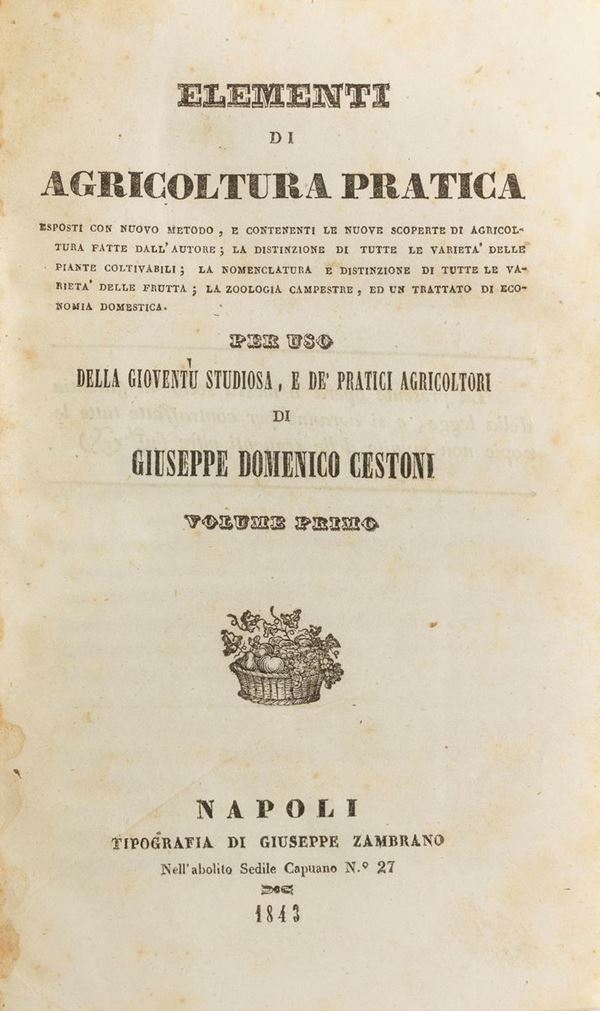 ELEMENTI
DI
AGRICOLTURA PRATICA
ESPOSTI CON NUOVO METODO, E CONTENENTI LE NUOVE SCOPERTE DI AGRICOL-
TURA FATTE DALL'AUTORE; LA DISTINZIONE DI TUTTE LE VARIETA' DELLE
PIANTE COLTIVABILI; LA NOMENCLATURA E DISTINZIONE DI TUTTE LE VA-
RIETA' DELLE FRUTTA; LA ZOOLOGIA CAMPESTRE, ED UN TRATTATO DI ECO-
NOMIA DOMESTICA.
PER USO
DELLA GIOVENTÙ STUDIOSA, E DE' PRATICI AGRICOLTORI
DI
GIUSEPPE DOMENICO CESTONI
VOLUME PRIMO
NAPOLI
TIPOGRAFIA DI GIUSEPPE ZAMBRANO
Nell'abolito Sedile Capuano N.º 27
1843